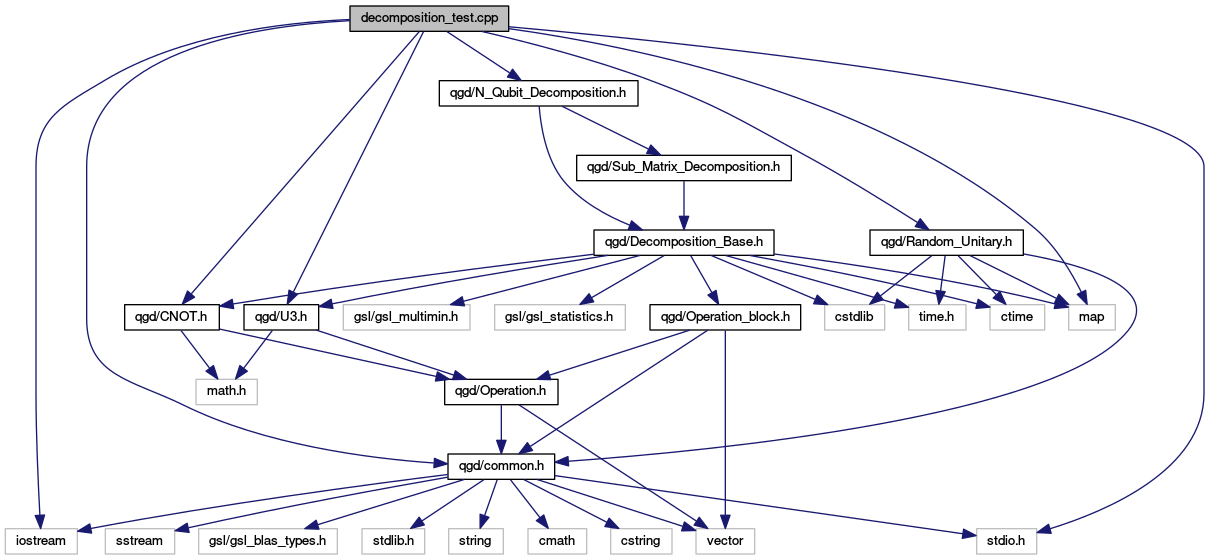 decomposition_test.cpp
qgd/N_Qubit_Decomposition.h
qgd/Sub_Matrix_Decomposition.h
qgd/Decomposition_Base.h
qgd/Random_Unitary.h
qgd/CNOT.h
qgd/U3.h
gsl/gsl_multimin.h
gsl/gsl_statistics.h
qgd/Operation_block.h
cstdlib
time.h
ctime
map
math.h
qgd/Operation.h
qgd/common.h
iostream
sstream
gsl/gsl_blas_types.h
stdlib.h
string
cmath
cstring
vector
stdio.h